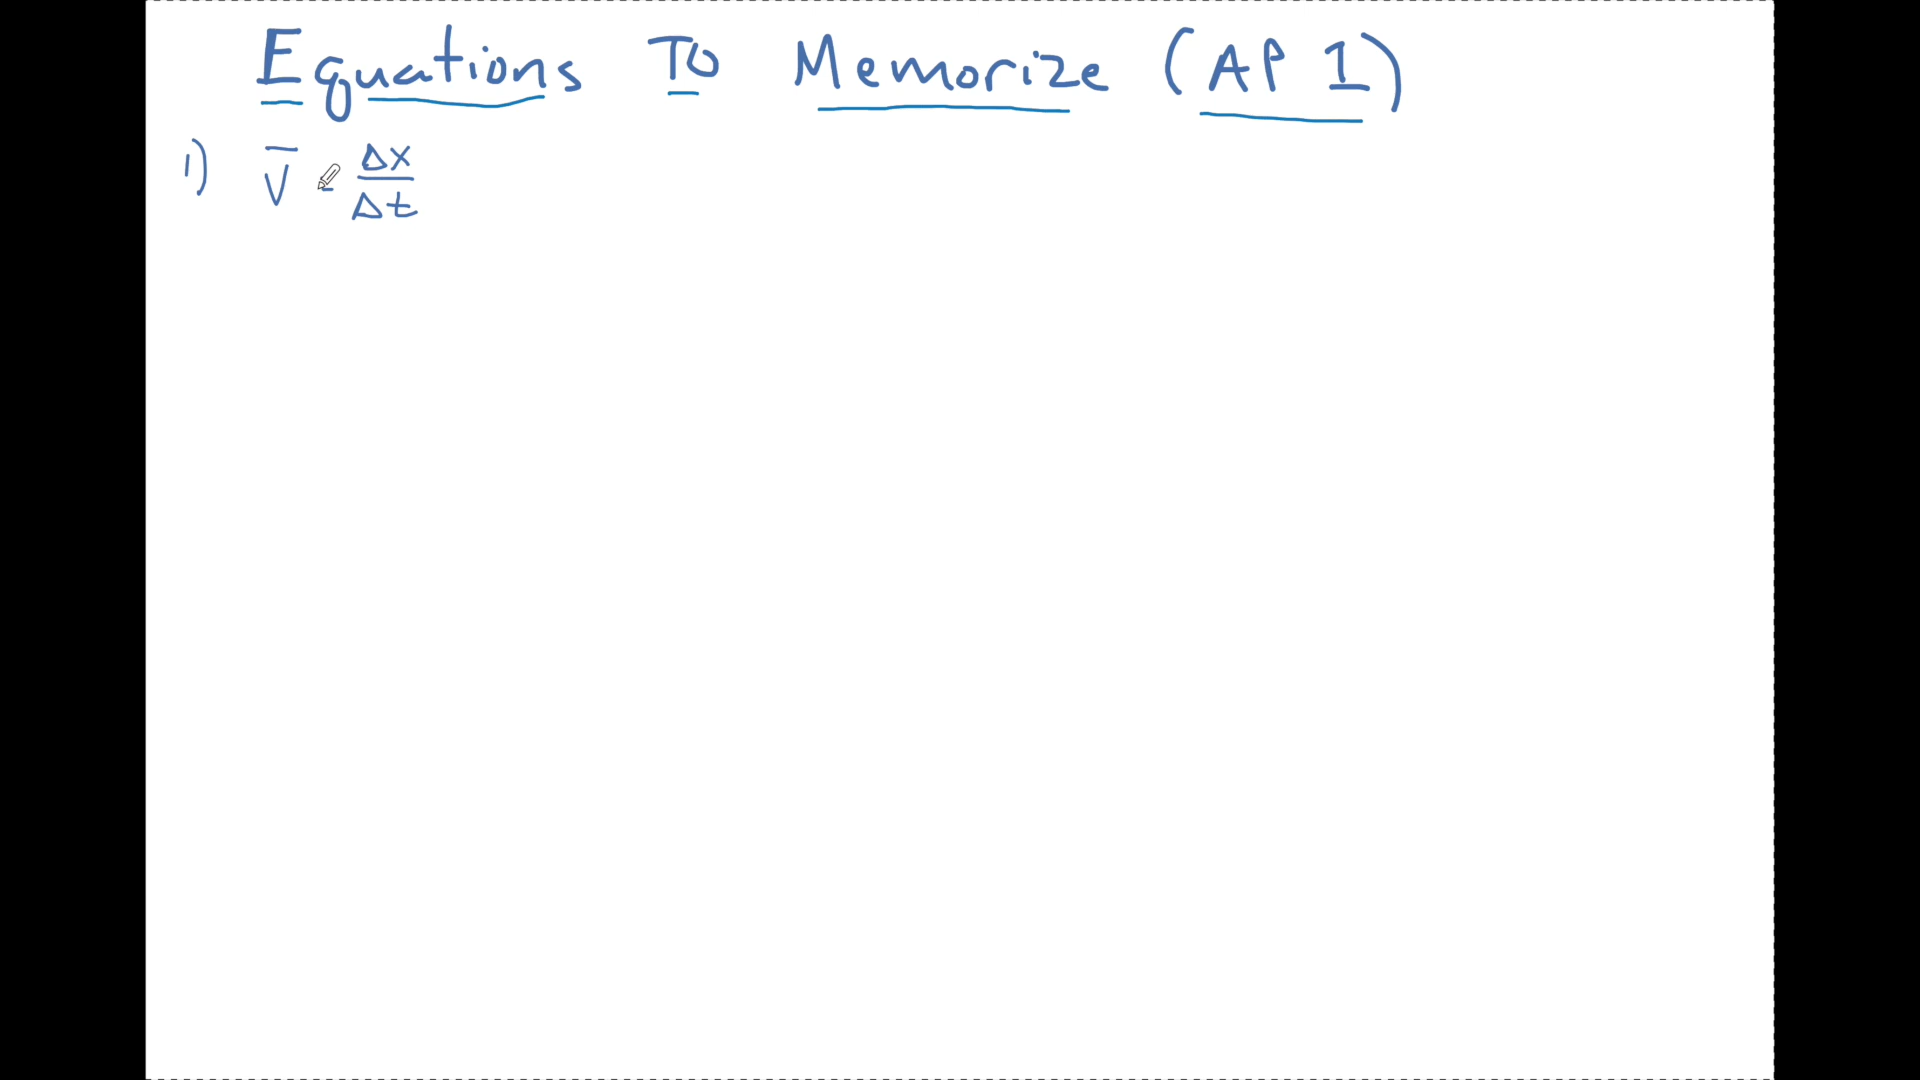 Equations To Memorize (AP 1)
1) V̅ = Δx/Δt